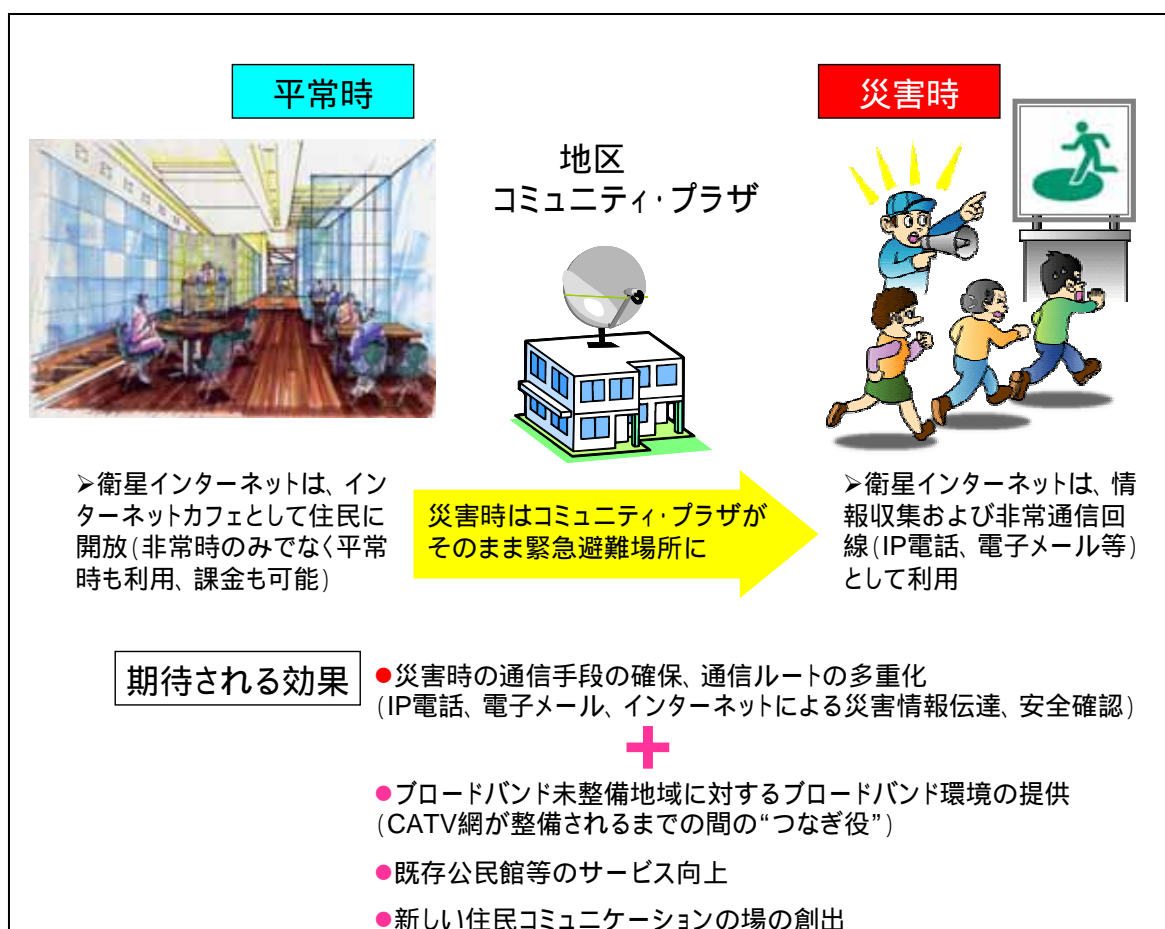 平常時
災害時
地区
コミュニティ・プラザ
➢衛星インターネットは、イン
ターネットカフェとして住民に
開放(非常時のみでなく平常
時も利用、課金も可能)
災害時はコミュニティ・プラザが
そのまま緊急避難場所に
➢衛星インターネットは、情
報収集および非常通信回
線(IP電話、電子メール等)
として利用
期待される効果
●災害時の通信手段の確保、通信ルートの多重化
(IP電話、電子メール、インターネットによる災害情報伝達、安全確認)
+
●ブロードバンド未整備地域に対するブロードバンド環境の提供
(CATV網が整備されるまでの間の“つなぎ役”)
●既存公民館等のサービス向上
●新しい住民コミュニケーションの場の創出